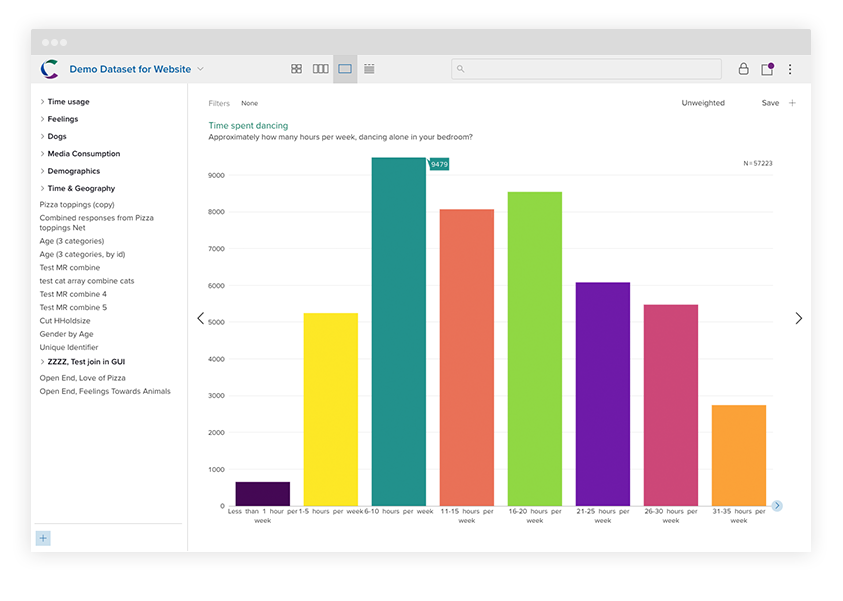 Demo Dataset for Website
Time usage
Feelings
Dogs
Media Consumption
Demographics
Time & Geography
Pizza toppings (copy)
Combined responses from Pizza
toppings Net
Age (3 categories)
Age (3 categories, by id)
Test MR combine
test cat array combine cats
Test MR combine 4
Test MR combine 5
Cut HHoldsize
Gender by Age
Unique Identifier
ZZZZ, Test join in GUI
Open End, Love of Pizza
Open End, Feelings Towards Animals
Filters None Unweighted Save
Time spent dancing
Approximately how many hours per week, dancing alone in your bedroom?
9479
N=57223
9000
8000
7000
6000
5000
4000
3000
2000
1000
0
Less than 1 hour per 1-5 hours per week 6-10 hours per week 11-15 hours per 16-20 hours per 21-25 hours per 26-30 hours per 31-35 hours per
week week week week week week